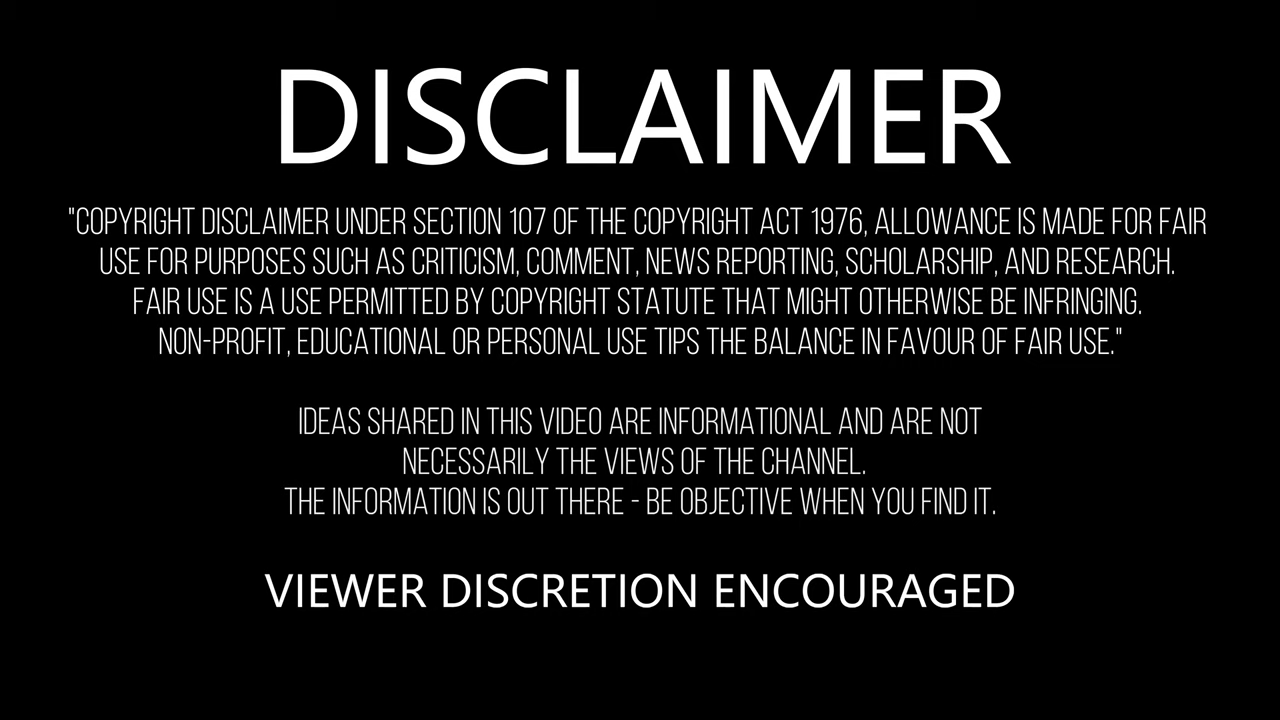 DISCLAIMER
"COPYRIGHT DISCLAIMER UNDER SECTION 107 OF THE COPYRIGHT ACT 1976, ALLOWANCE IS MADE FOR FAIR
USE FOR PURPOSES SUCH AS CRITICISM, COMMENT, NEWS REPORTING, SCHOLARSHIP, AND RESEARCH.
FAIR USE IS A USE PERMITTED BY COPYRIGHT STATUTE THAT MIGHT OTHERWISE BE INFRINGING.
NON-PROFIT, EDUCATIONAL OR PERSONAL USE TIPS THE BALANCE IN FAVOUR OF FAIR USE."
IDEAS SHARED IN THIS VIDEO ARE INFORMATIONAL AND ARE NOT
NECESSARILY THE VIEWS OF THE CHANNEL.
THE INFORMATION IS OUT THERE - BE OBJECTIVE WHEN YOU FIND IT.
VIEWER DISCRETION ENCOURAGED